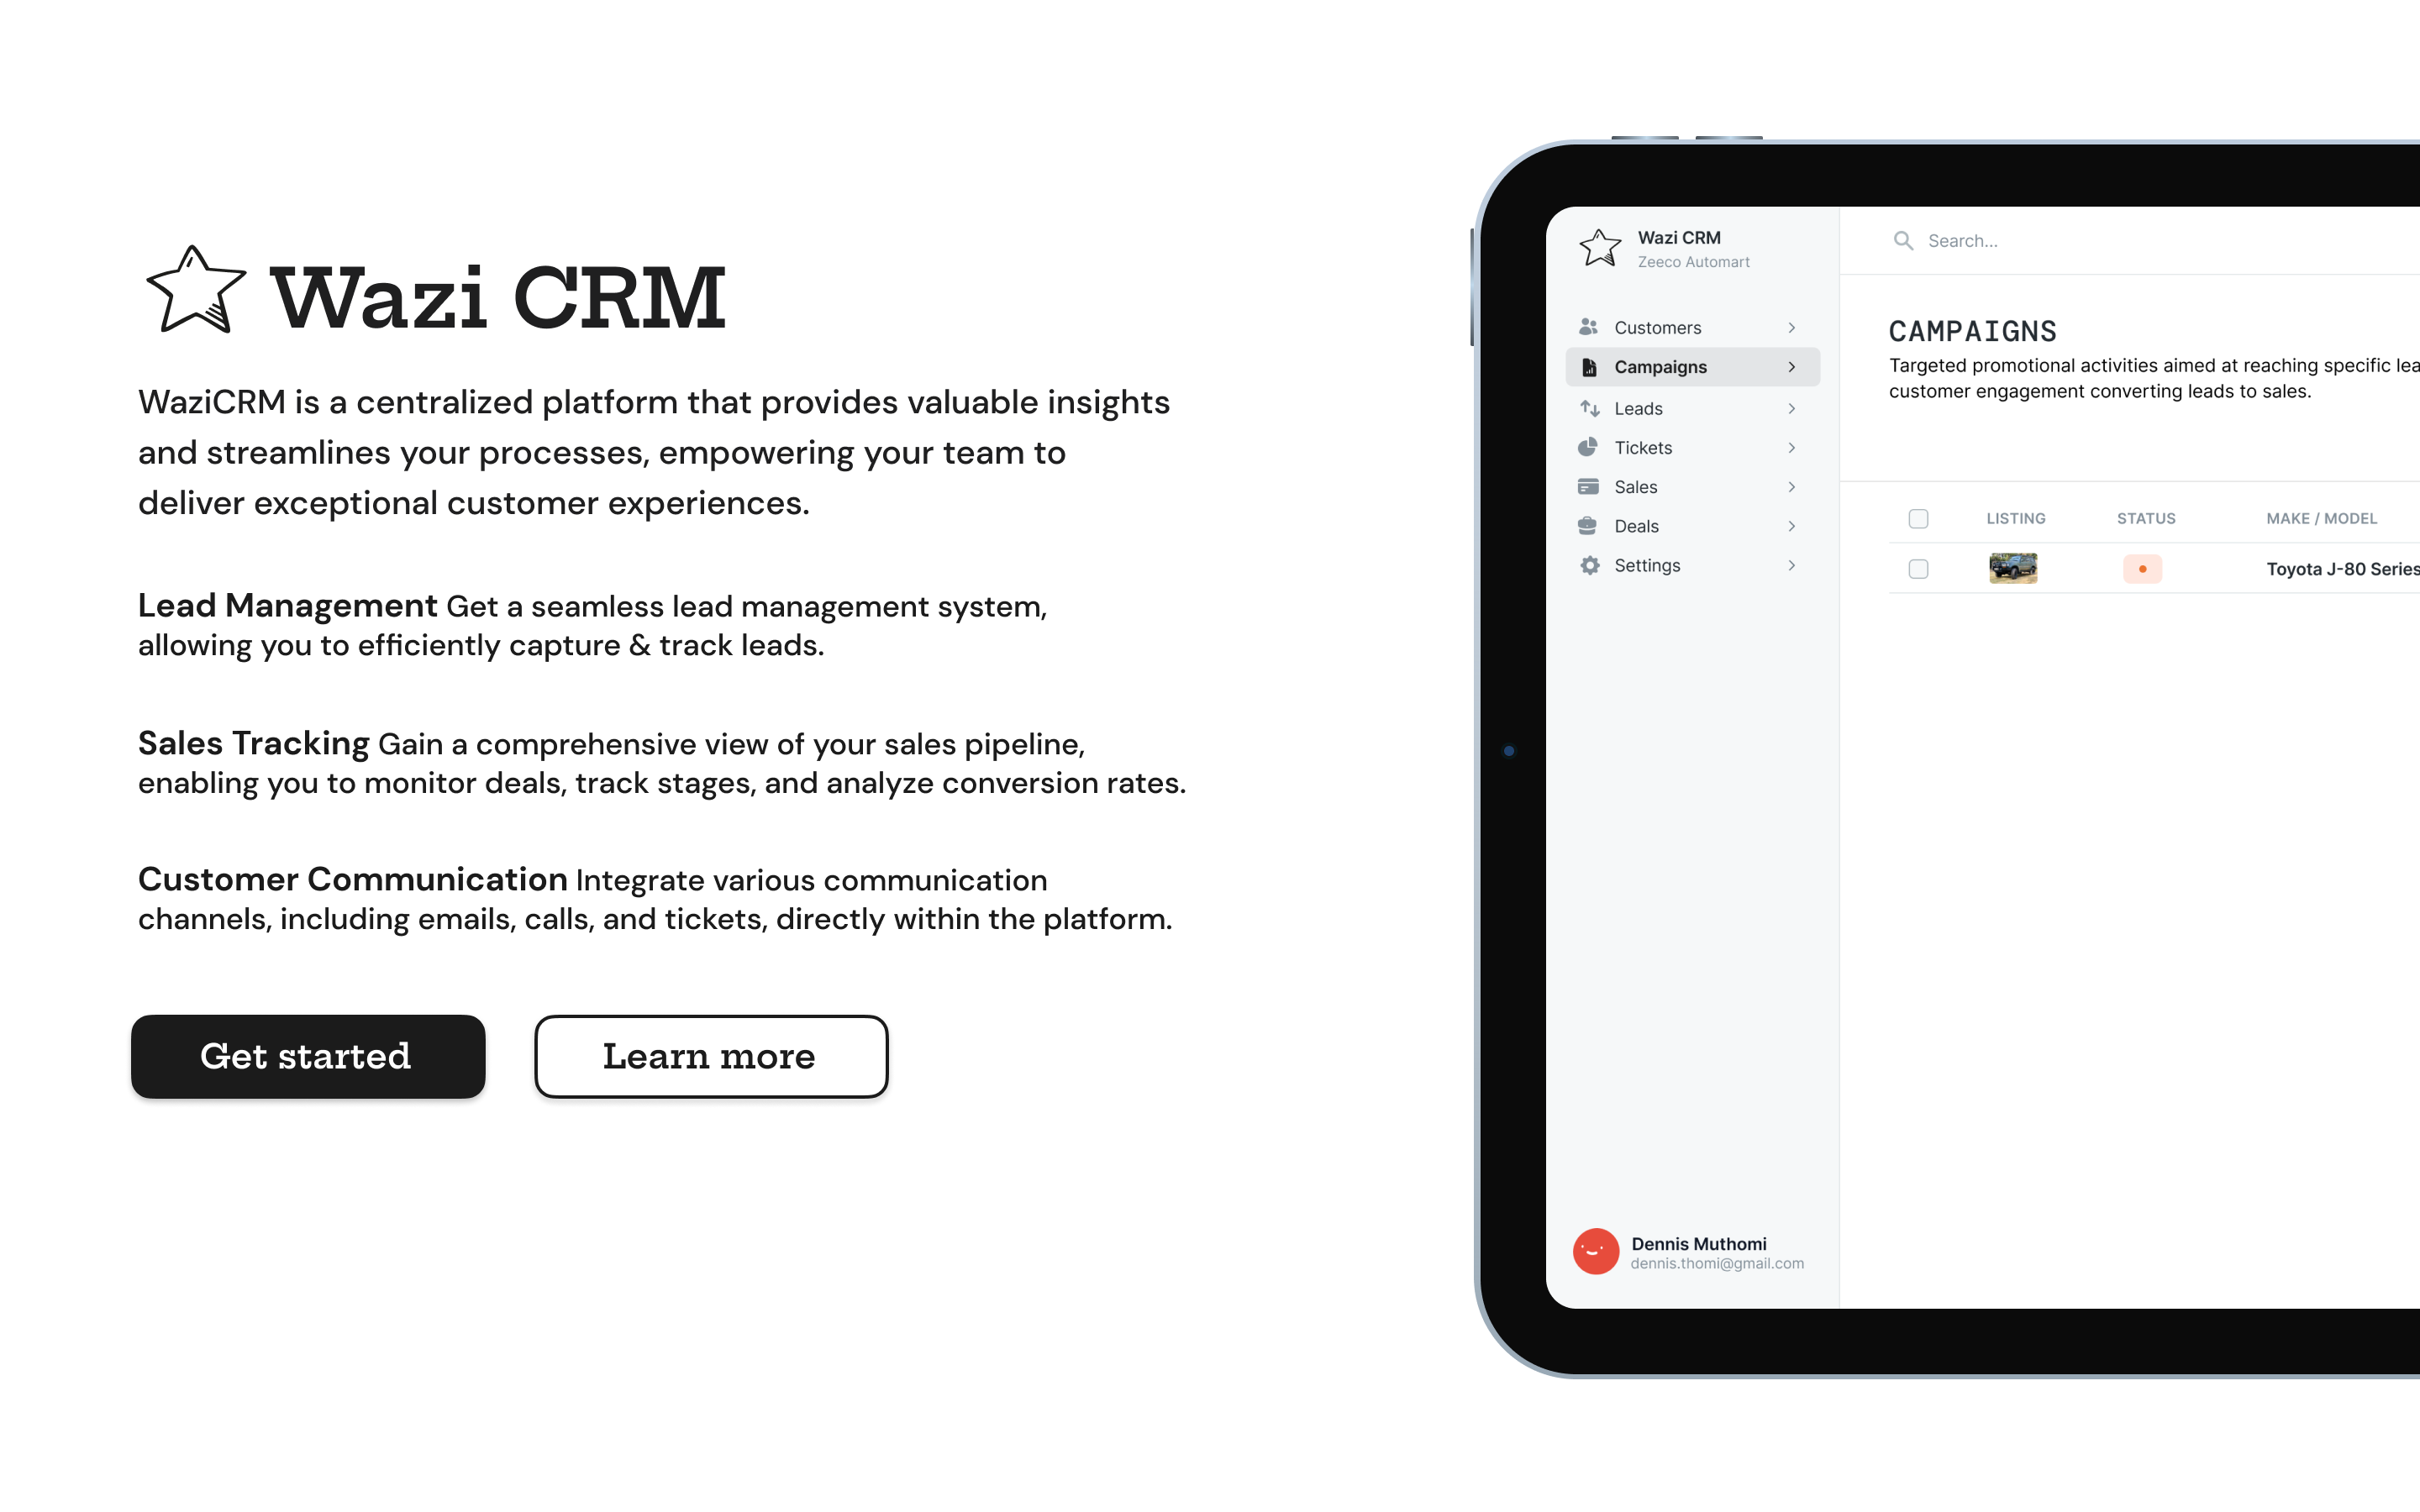 Wazi CRM
WaziCRM is a centralized platform that provides valuable insights
and streamlines your processes, empowering your team to
deliver exceptional customer experiences.
Lead Management Get a seamless lead management system,
allowing you to efficiently capture & track leads.
Sales Tracking Gain a comprehensive view of your sales pipeline,
enabling you to monitor deals, track stages, and analyze conversion rates.
Customer Communication Integrate various communication
channels, including emails, calls, and tickets, directly within the platform.
Get started
Learn more
Wazi CRM
Zeeco Automart
Customers
Campaigns
Leads
Tickets
Sales
Deals
Settings
Dennis Muthomi
dennis.thomi@gmail.com
Search...
CAMPAIGNS
Targeted promotional activities aimed at reaching specific lea
customer engagement converting leads to sales.
LISTING STATUS MAKE / MODEL
Toyota J-80 Series